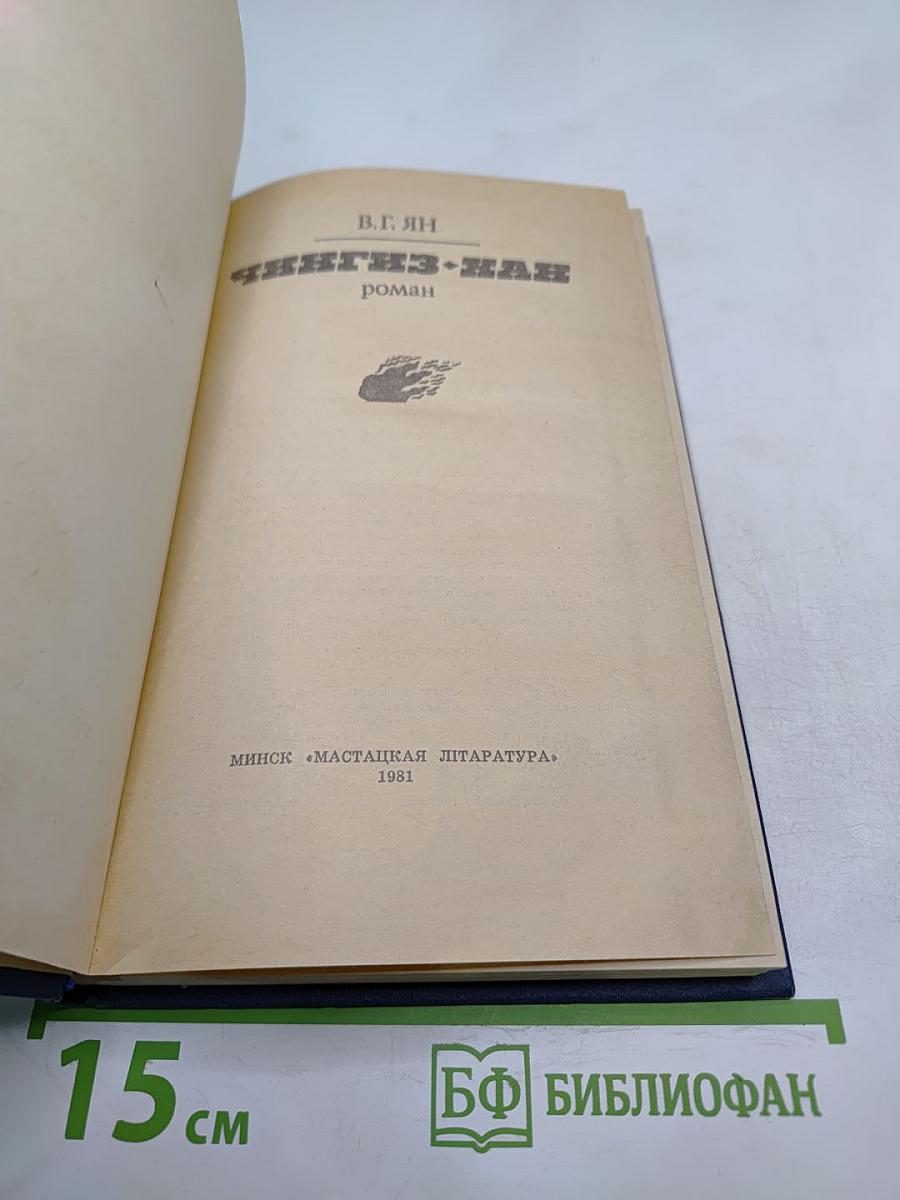 В.Г. ЯН
ЧИНГИЗ-ХАН
роман
МИНСК «МАСТАЦКАЯ ЛІТАРАТУРА»
1981
15 см
БФ БИБЛИОФАН